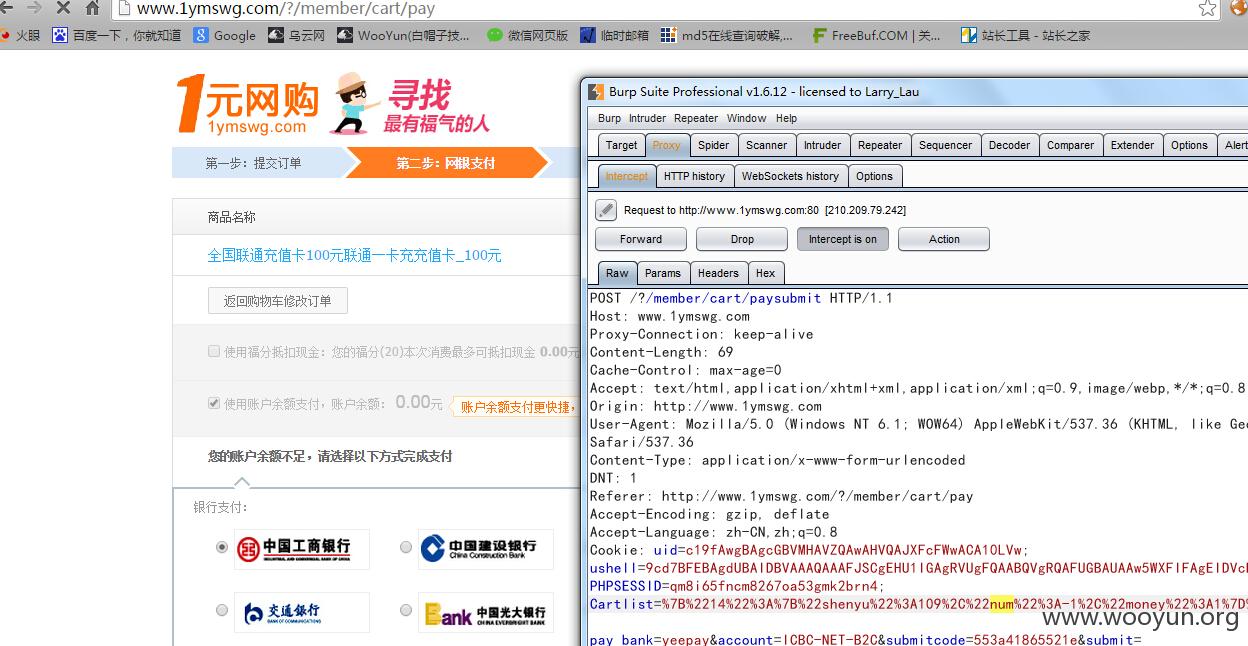 www.1ymswg.com/?/member/cart/pay
火眼 百度一下，你就知道 Google 乌云网 WooYun(白帽子技... 微信网页版 临时邮箱 md5在线查询破解,... FreeBuf.COM | 关... 站长工具 - 站长之家
1元网购
1ymswg.com
寻找
最有福气的人
第一步：提交订单 第二步：网银支付
商品名称
全国联通充值卡100元联通一卡充充值卡_100元
返回购物车修改订单
使用福分抵扣现金：您的福分(20)本次消费最多可抵扣现金 0.00元
使用账户余额支付，账户余额： 0.00元 账户余额支付更快捷，
您的账户余额不足，请选择以下方式完成支付
银行支付：
中国工商银行
INDUSTRIAL AND COMMERCIAL BANK OF CHINA
中国建设银行
China Construction Bank
交通银行
Bank 中国光大银行
CHINA EVERBRIGHT BANK
Burp Suite Professional v1.6.12 - licensed to Larry_Lau
Burp Intruder Repeater Window Help
Target Proxy Spider Scanner Intruder Repeater Sequencer Decoder Comparer Extender Options Alert
Intercept HTTP history WebSockets history Options
Request to http://www.1ymswg.com:80 [210.209.79.242]
Forward Drop Intercept is on Action
Raw Params Headers Hex
POST /?/member/cart/paysubmit HTTP/1.1
Host: www.1ymswg.com
Proxy-Connection: keep-alive
Content-Length: 69
Cache-Control: max-age=0
Accept: text/html,application/xhtml+xml,application/xml;q=0.9,image/webp,*/*;q=0.8
Origin: http://www.1ymswg.com
User-Agent: Mozilla/5.0 (Windows NT 6.1; WOW64) AppleWebKit/537.36 (KHTML, like Gec
Safari/537.36
Content-Type: application/x-www-form-urlencoded
DNT: 1
Referer: http://www.1ymswg.com/?/member/cart/pay
Accept-Encoding: gzip, deflate
Accept-Language: zh-CN,zh;q=0.8
Cookie: uid=c19fAwgBAgcGBVMHAVZQAwAHVQAJXFcFWwACA1OLVw;
ushell=9cd7BFEBAgdUBAlDBVAAAQAAAFJSCgEHU1lGAgRVUgFQAABQVgRQAFUGBAUAAw5WXFlFAgElDVc
PHPSESSID=qm8i65fncm8267oa53gmk2brn4;
Cartlist=%7B%2214%22%3A%7B%22shenyu%22%3A109%2C%22num%22%3A-1%2C%22money%22%3A1%7D%
www.wooyun.org
pay_bank=yeepay&account=ICBC-NET-B2C&submitcode=553a41865521e&submit=